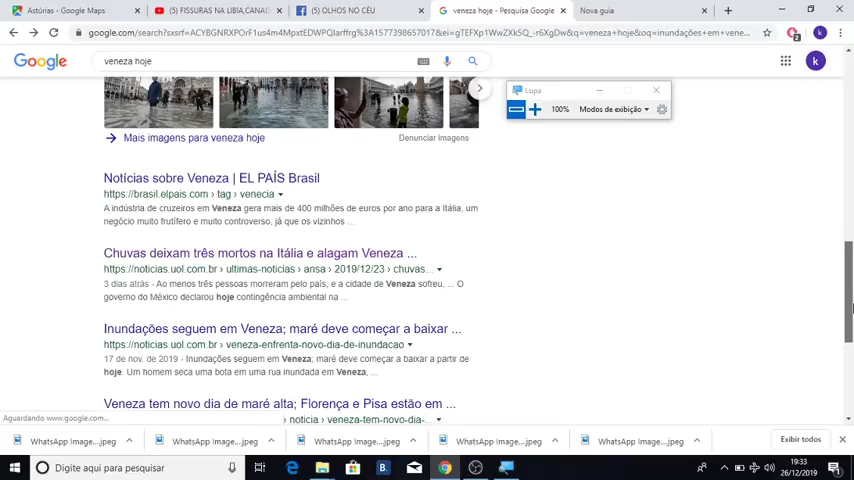 Astúrias - Google Maps
(5) FISSURAS NA LIBIA,CANA
(5) OLHOS NO CÉU
veneza hoje - Pesquisa Google
Nova guia
google.com/search?sxsrf=
veneza+hoje&oq=inundações+em+vene...
Google
veneza hoje
k
Lupa
100%
Modos de exibição
Mais imagens para veneza hoje
Denunciar imagens
Notícias sobre Veneza | EL PAÍS Brasil
https://brasil.elpais.com › tag › venecia
A indústria de cruzeiros em Veneza gera mais de 400 milhões de euros por ano para a Itália, um
negócio muito frutífero e muito controverso, já que os vizinhos ...
Chuvas deixam três mortos na Itália e alagam Veneza ...
https://noticias.uol.com.br › ultimas-noticias › ansa › 2019/12/23 › chuvas...
3 dias atrás - Ao menos três pessoas morreram pelo país, e a cidade de Veneza sofreu, ... O
governo do México declarou hoje contingência ambiental na ...
Inundações seguem em Veneza; maré deve começar a baixar ...
https://noticias.uol.com.br › veneza-enfrenta-novo-dia-de-inundacao
17 de nov. de 2019 - Inundações seguem em Veneza; maré deve começar a baixar a partir de
hoje. Um homem seca uma bota em uma rua inundada em Veneza, ...
Veneza tem novo dia de maré alta; Florença e Pisa estão em ...
› noticia › veneza-tem-novo-dia-...
Aguardando www.google.com...
WhatsApp Image....jpeg
WhatsApp Image....jpeg
WhatsApp Image....jpeg
WhatsApp Image....jpeg
WhatsApp Image....jpeg
Exibir todos
Digite aqui para pesquisar
19:33
26/12/2019